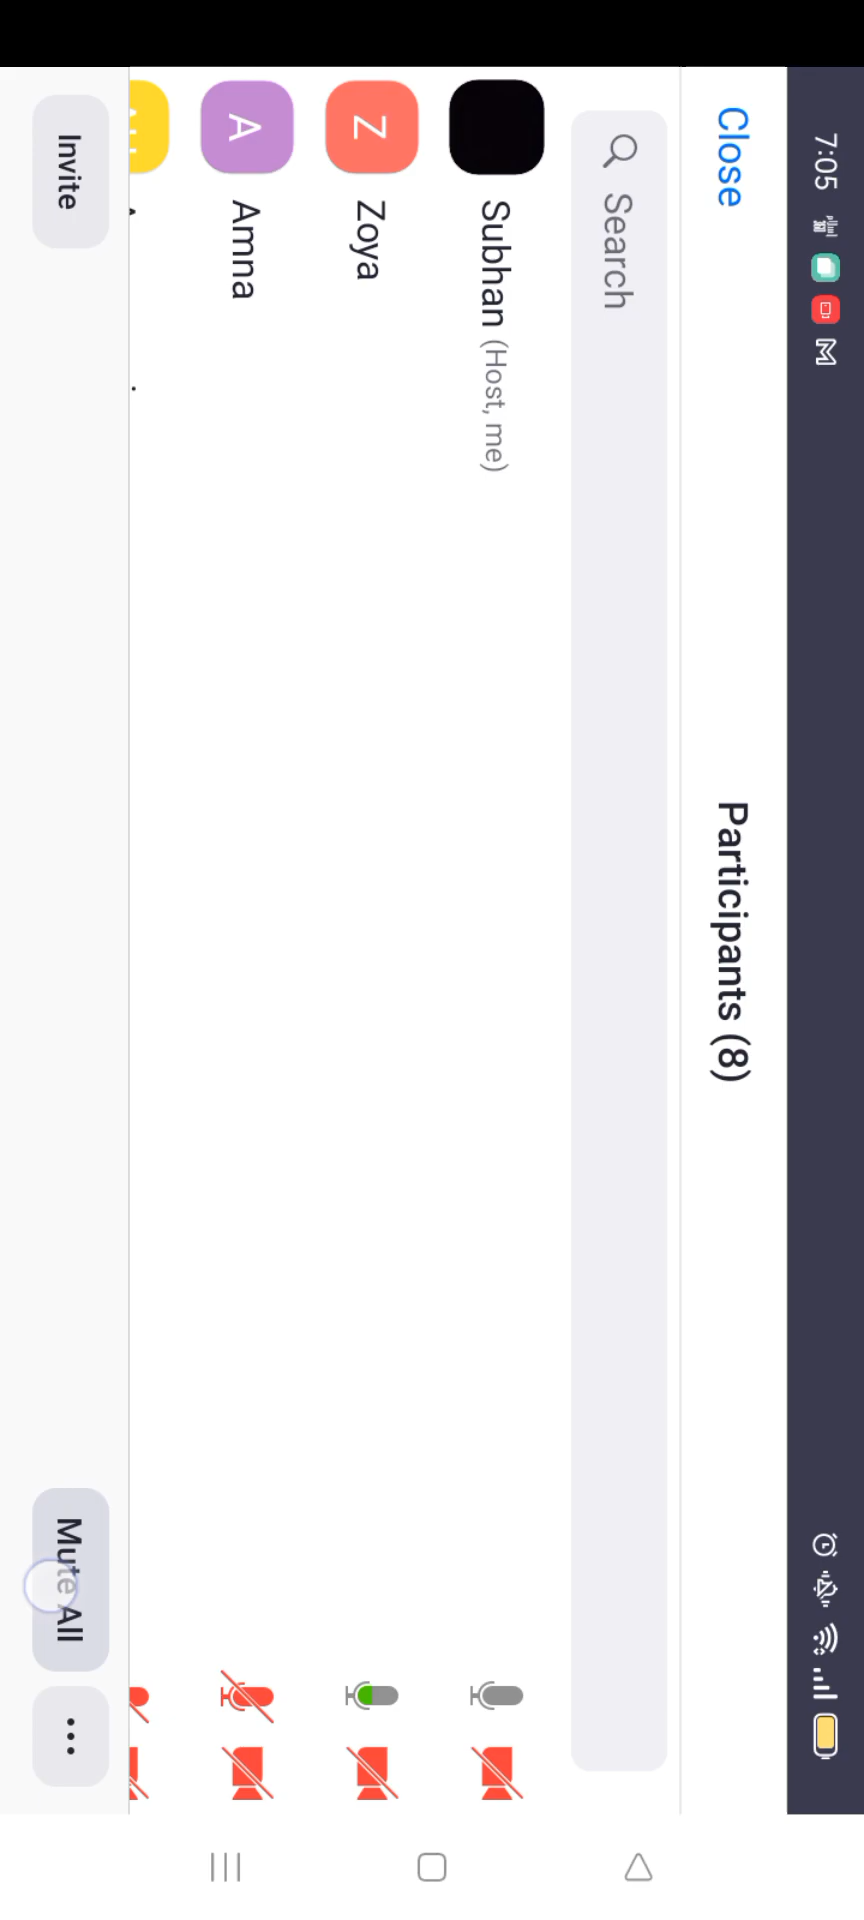 7:05
Close
Participants (8)
Search
Subhan (Host, me)
Z
Zoya
A
Amna
Invite
Mute All